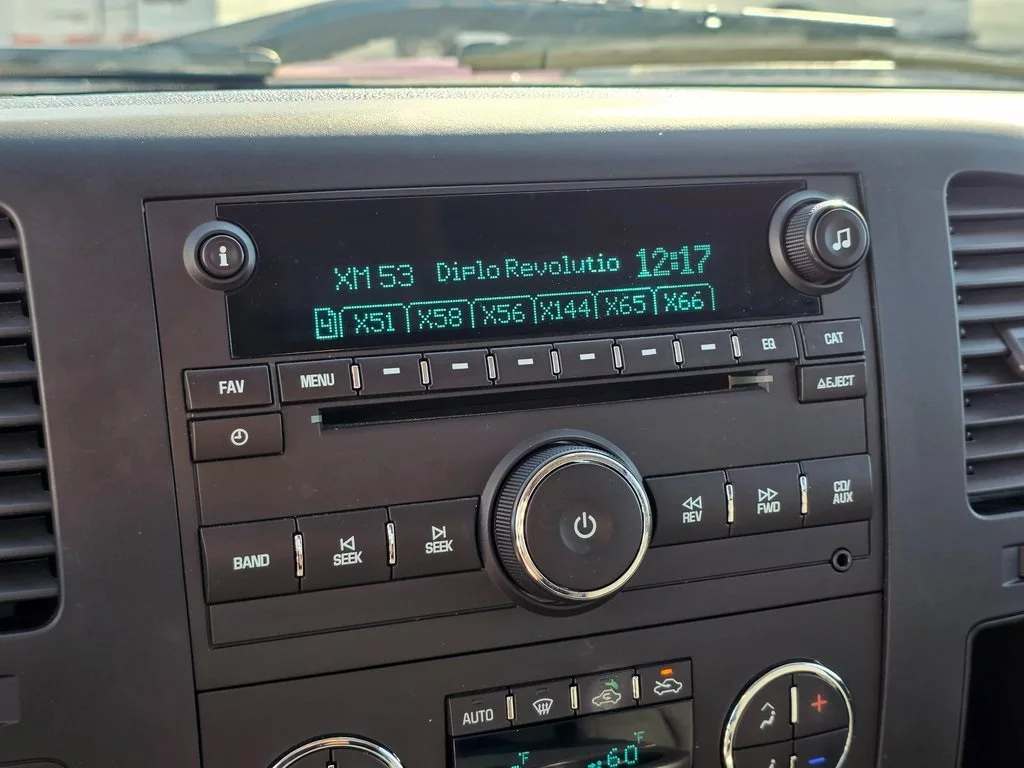 i
XM 53 Diplo Revolutio 12:17
X51 X58 X56 X144 X65 X66
FAV MENU EQ CAT
EJECT
BAND SEEK SEEK REV FWD CD/AUX
AUTO
°F °F